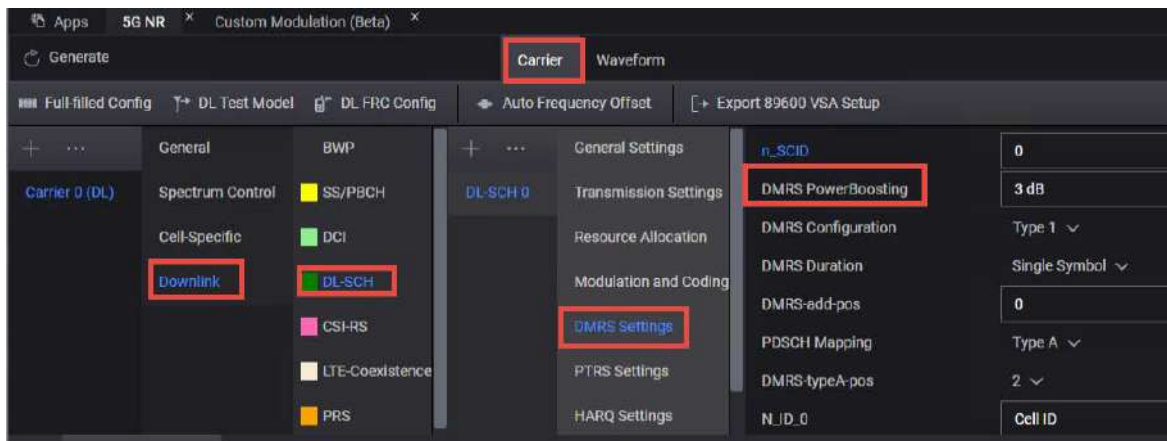 Apps 5G NR × Custom Modulation (Beta) ×
Generate Carrier Waveform
Full-filled Config DL Test Model DL FRC Config Auto Frequency Offset Export 89600 VSA Setup
+ ... General BWP + ... General Settings n_SCID 0
Carrier 0 (DL) Spectrum Control SS/PBCH DL-SCH 0 Transmission Settings DMRS PowerBoosting 3 dB
Cell-Specific DCI Resource Allocation DMRS Configuration Type 1
Downlink DL-SCH Modulation and Coding DMRS Duration Single Symbol
CSI-RS DMRS Settings DMRS-add-pos 0
LTE-Coexistence PTRS Settings PDSCH Mapping Type A
PRS HARQ Settings DMRS-typeA-pos 2
N_ID_0 Cell ID